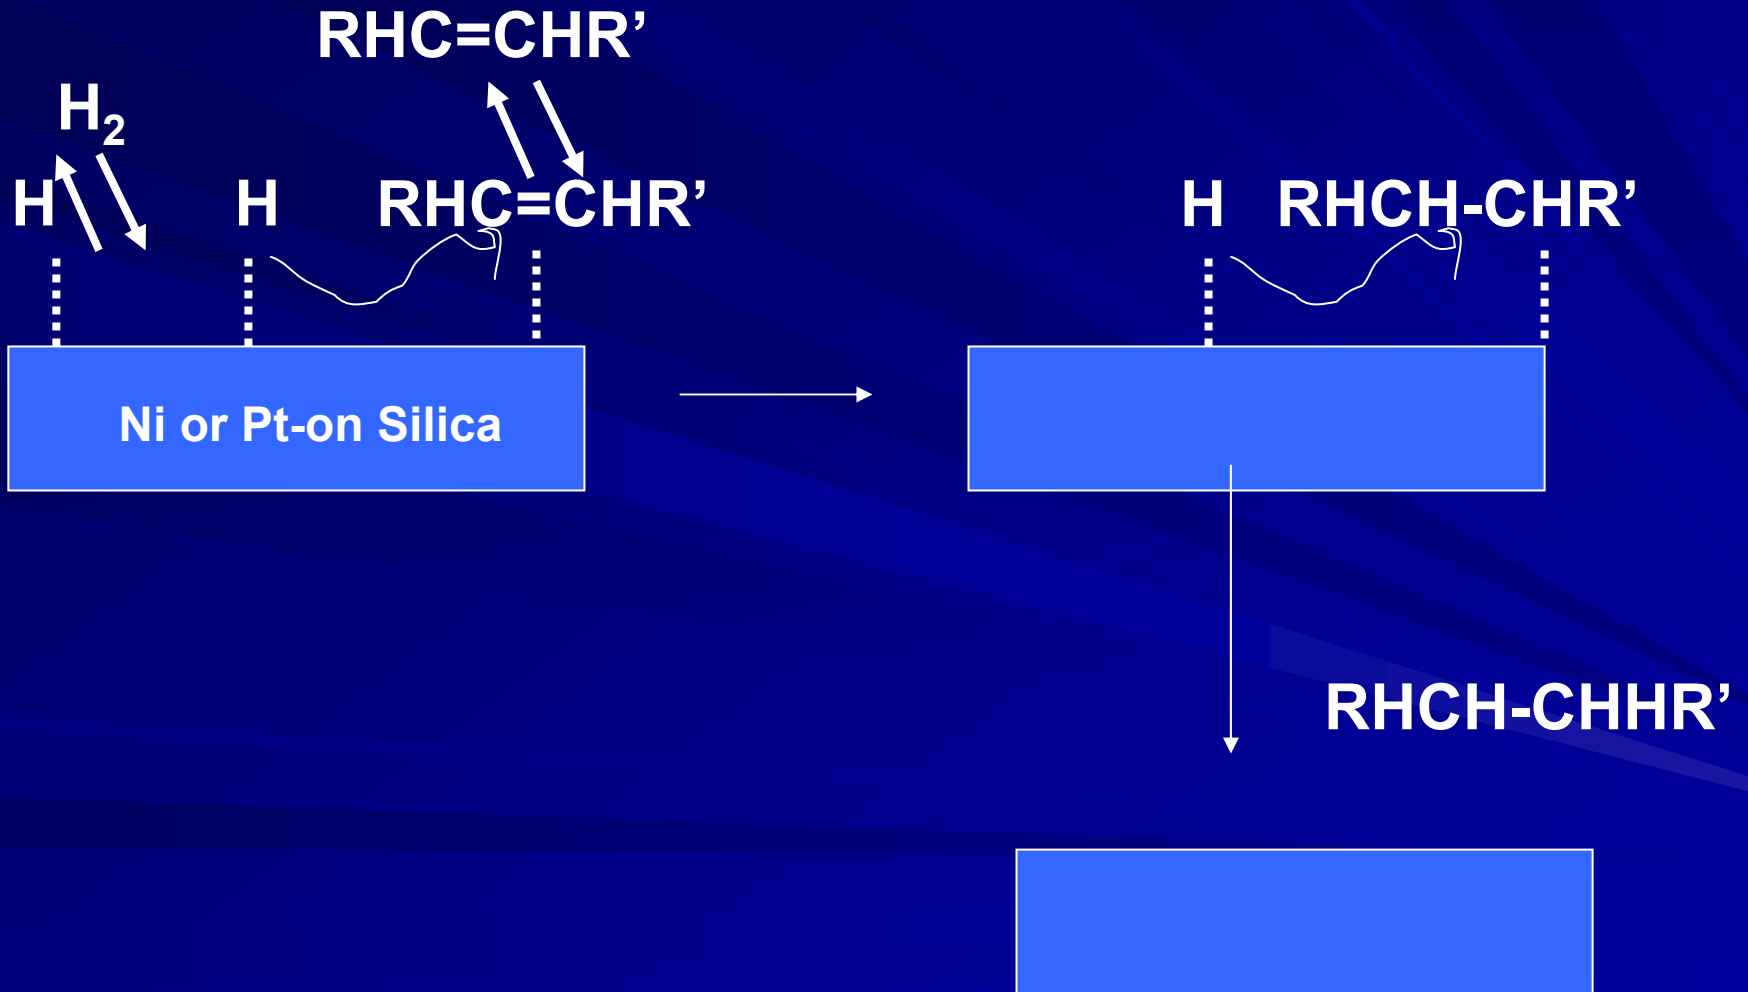 RHC=CHR’
H₂
H H RHC=CHR’
H RHCH-CHR’
Ni or Pt-on Silica
RHCH-CHHR’